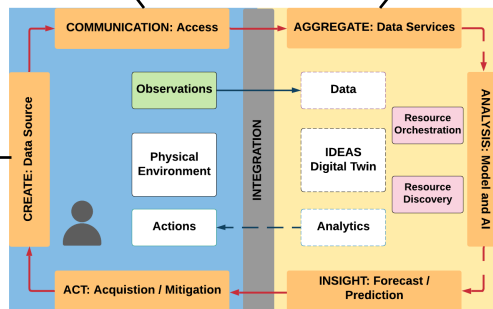 COMMUNICATION: Access
AGGREGATE: Data Services
CREATE: Data Source
Observations
INTEGRATION
Data
ANALYSIS: Model and AI
Resource
Orchestration
Physical
Environment
IDEAS
Digital Twin
Resource
Discovery
Actions
Analytics
ACT: Acquistion / Mitigation
INSIGHT: Forecast /
Prediction